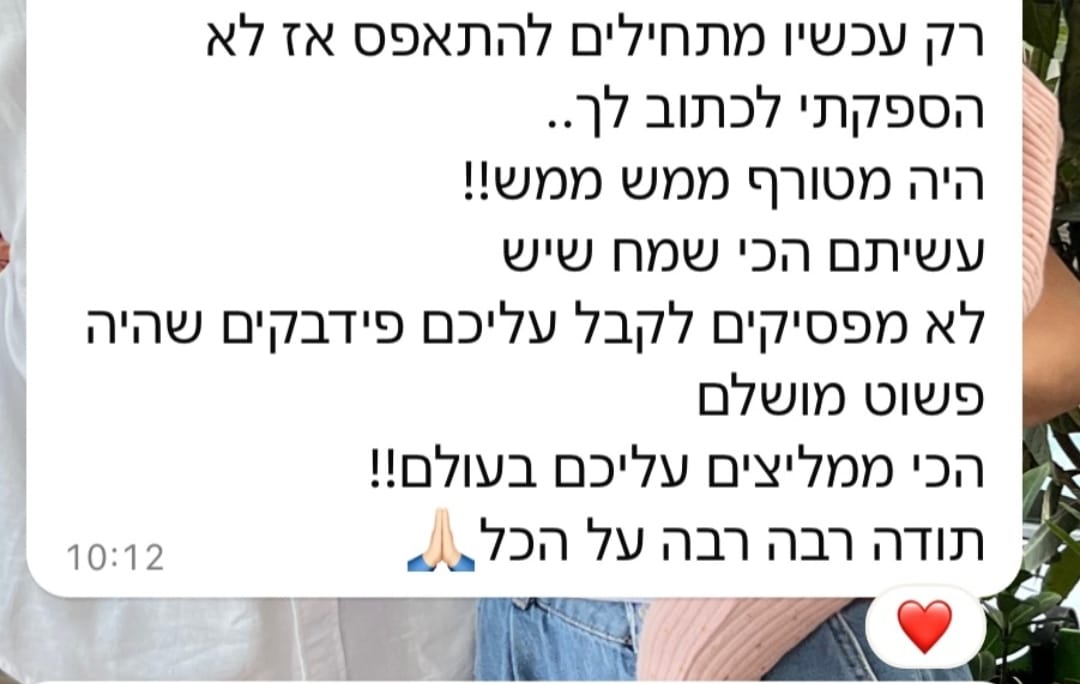 רק עכשיו מתחילים להתאפס אז לא
הספקתי לכתוב לך..
היה מטורף ממש ממש!!
עשיתם הכי שמח שיש
לא מפסיקים לקבל עליכם פידבקים שהיה
פשוט מושלם
הכי ממליצים עליכם בעולם!!
תודה רבה רבה על הכל🙏🏻
10:12
❤️